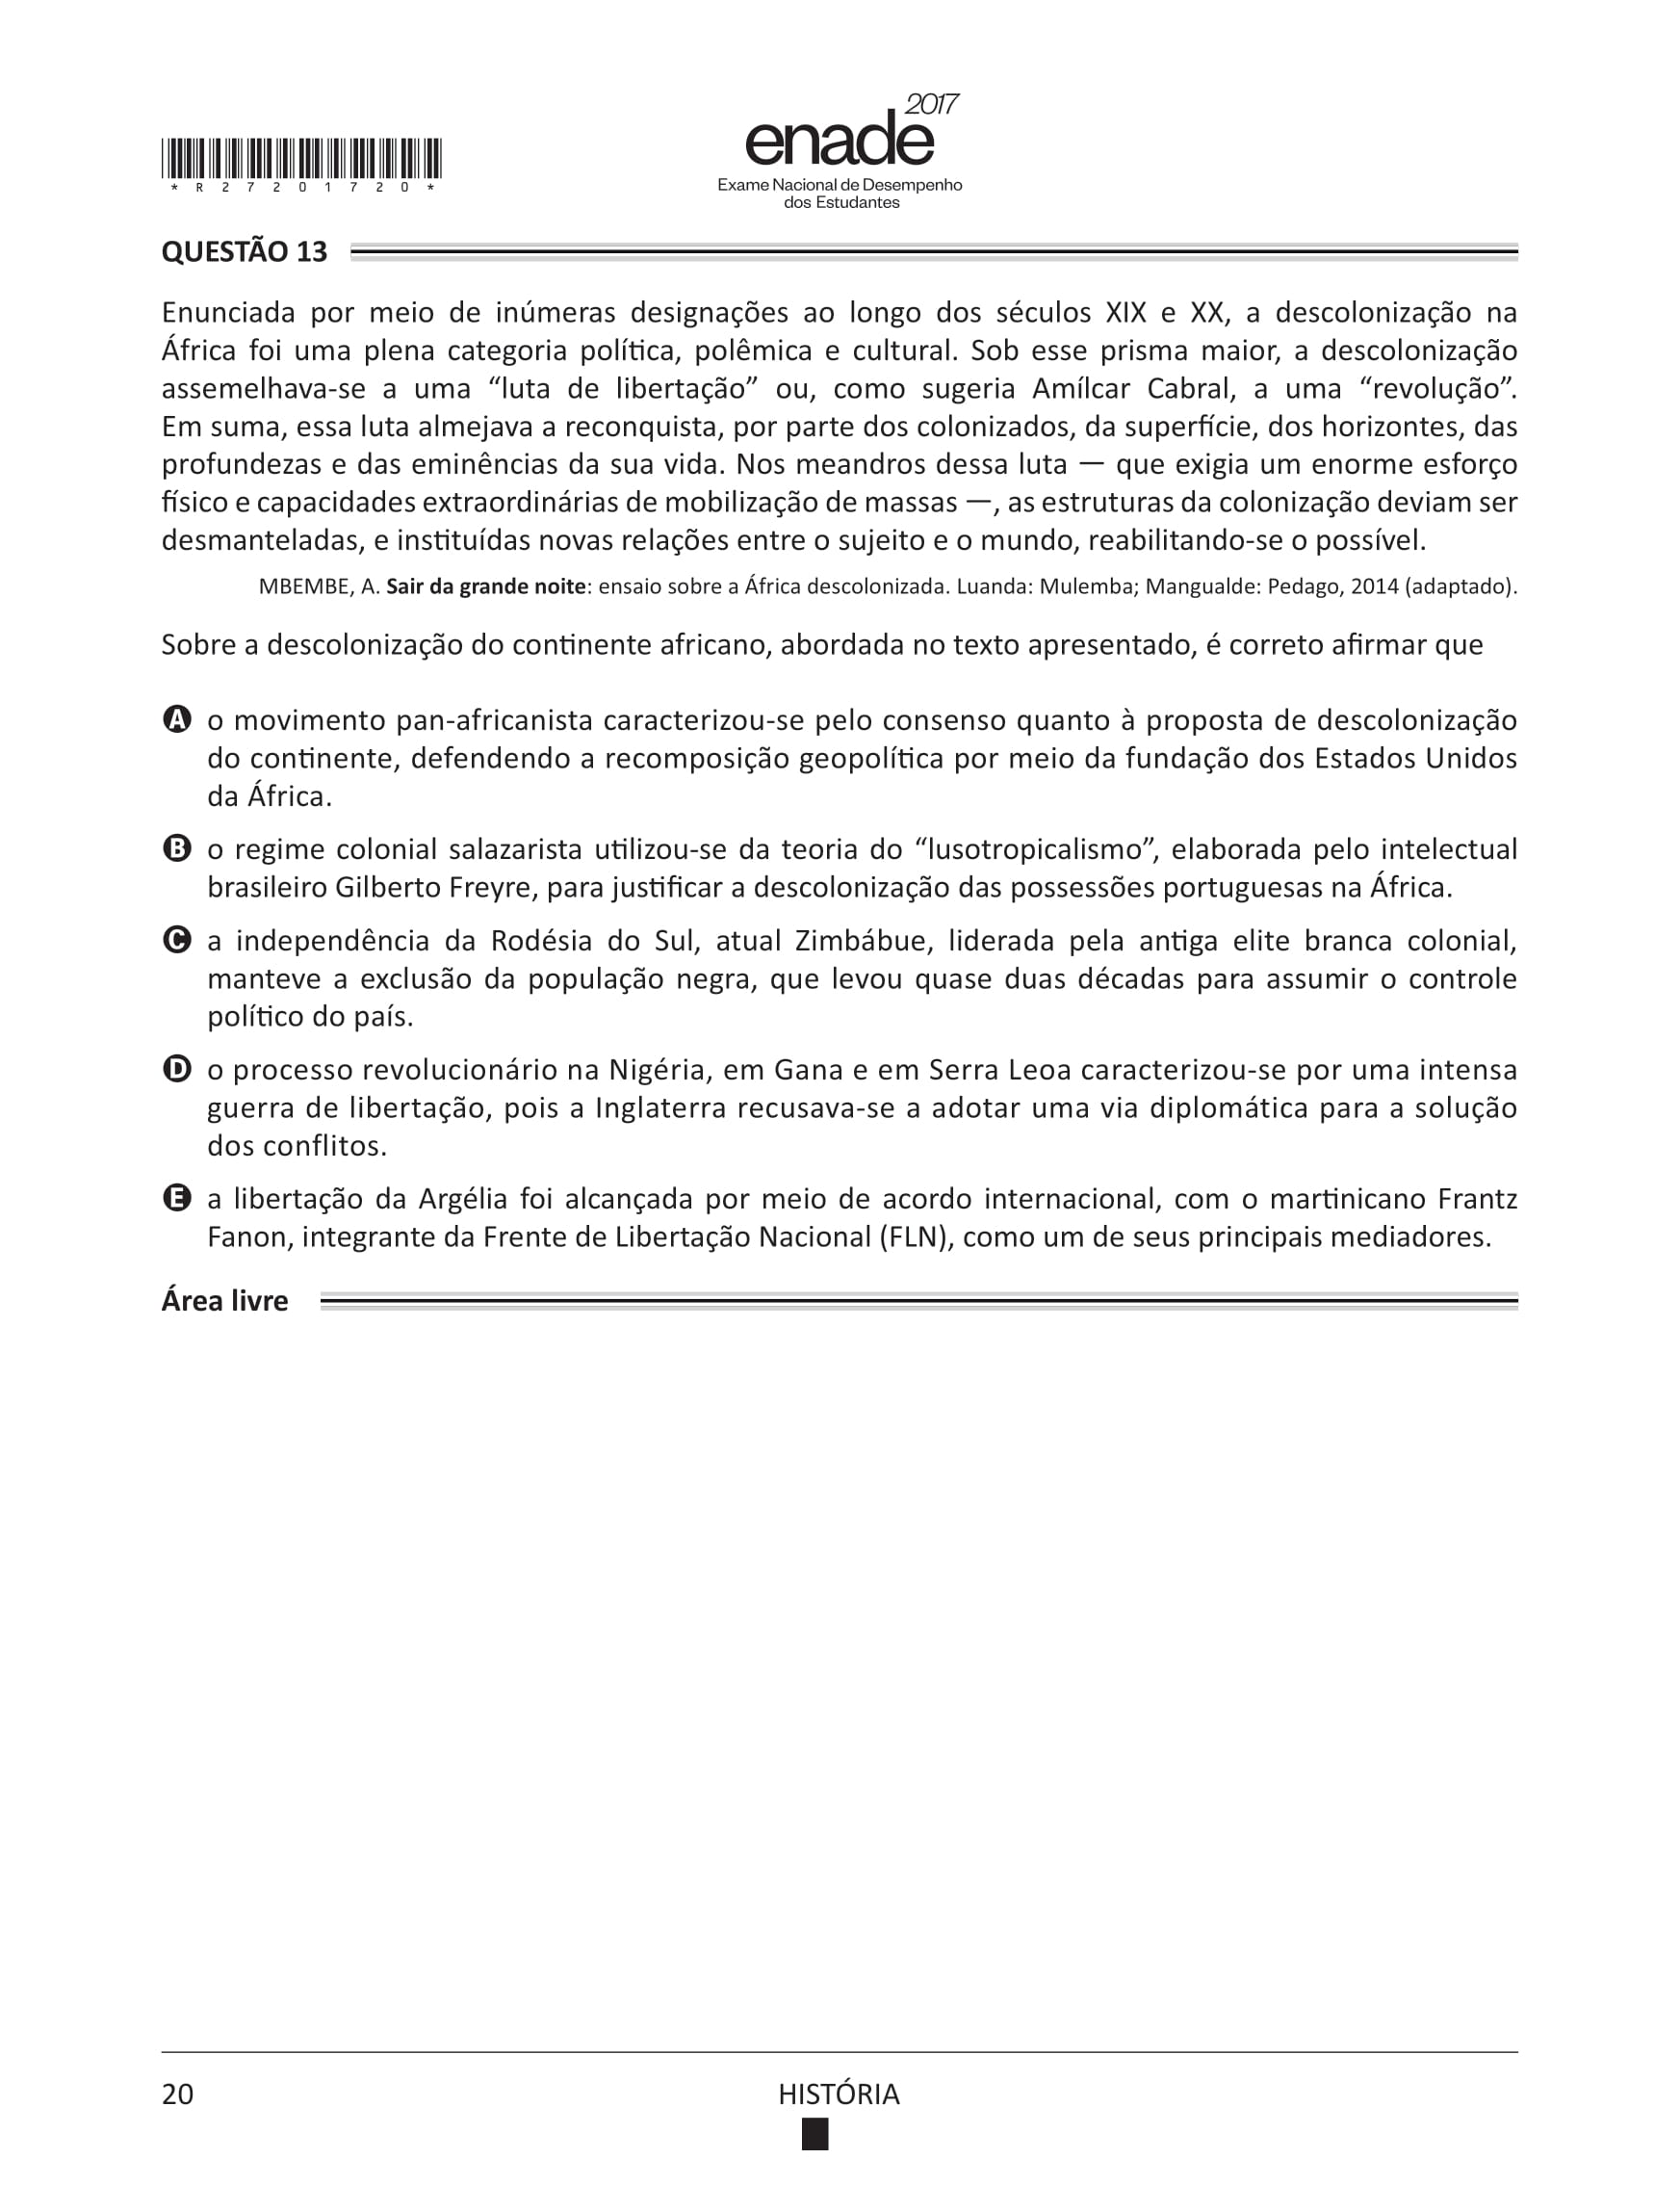 enade 2017
Exame Nacional de Desempenho
dos Estudantes
* R 2 7 2 0 1 7 2 0 *
QUESTÃO 13
Enunciada por meio de inúmeras designações ao longo dos séculos XIX e XX, a descolonização na
África foi uma plena categoria política, polêmica e cultural. Sob esse prisma maior, a descolonização
assemelhava-se a uma “luta de libertação” ou, como sugeria Amílcar Cabral, a uma “revolução”.
Em suma, essa luta almejava a reconquista, por parte dos colonizados, da superfície, dos horizontes, das
profundezas e das eminências da sua vida. Nos meandros dessa luta — que exigia um enorme esforço
físico e capacidades extraordinárias de mobilização de massas —, as estruturas da colonização deviam ser
desmanteladas, e instituídas novas relações entre o sujeito e o mundo, reabilitando-se o possível.
MBEMBE, A. Sair da grande noite: ensaio sobre a África descolonizada. Luanda: Mulemba; Mangualde: Pedago, 2014 (adaptado).
Sobre a descolonização do continente africano, abordada no texto apresentado, é correto afirmar que
A o movimento pan-africanista caracterizou-se pelo consenso quanto à proposta de descolonização
do continente, defendendo a recomposição geopolítica por meio da fundação dos Estados Unidos
da África.
B o regime colonial salazarista utilizou-se da teoria do “lusotropicalismo”, elaborada pelo intelectual
brasileiro Gilberto Freyre, para justificar a descolonização das possessões portuguesas na África.
C a independência da Rodésia do Sul, atual Zimbábue, liderada pela antiga elite branca colonial,
manteve a exclusão da população negra, que levou quase duas décadas para assumir o controle
político do país.
D o processo revolucionário na Nigéria, em Gana e em Serra Leoa caracterizou-se por uma intensa
guerra de libertação, pois a Inglaterra recusava-se a adotar uma via diplomática para a solução
dos conflitos.
E a libertação da Argélia foi alcançada por meio de acordo internacional, com o martinicano Frantz
Fanon, integrante da Frente de Libertação Nacional (FLN), como um de seus principais mediadores.
Área livre
20
HISTÓRIA